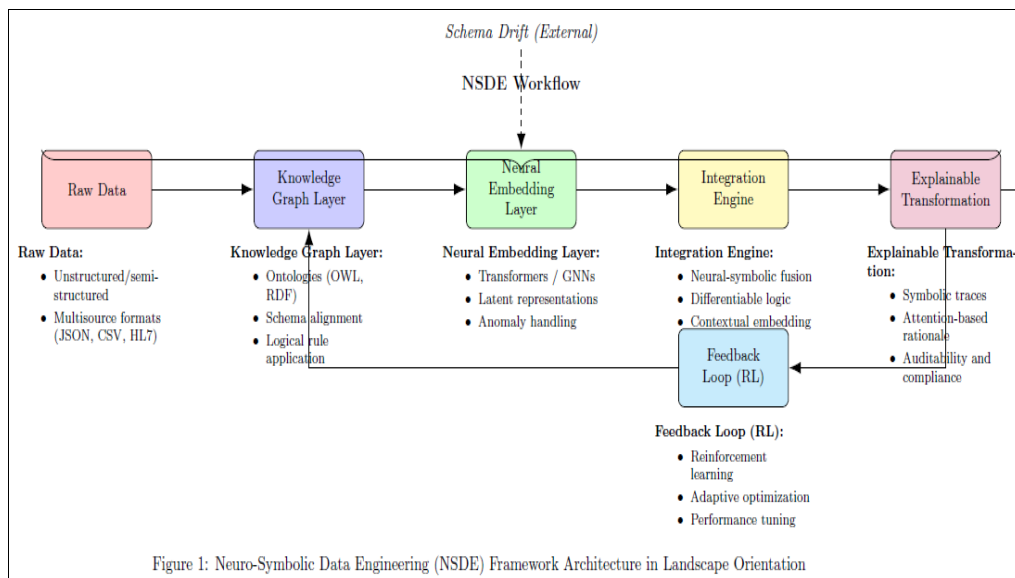 Schema Drift (External)
NSDE Workflow
Raw Data
Knowledge
Graph Layer
Neural
Embedding
Layer
Integration
Engine
Explainable
Transformation
Raw Data:
• Unstructured/semi-
structured
• Multisource formats
(JSON, CSV, HL7)
Knowledge Graph Layer:
• Ontologies (OWL,
RDF)
• Schema alignment
• Logical rule
application
Neural Embedding Layer:
• Transformers / GNNs
• Latent representations
• Anomaly handling
Integration Engine:
• Neural-symbolic fusion
• Differentiable logic
• Contextual embedding
Explainable Transforma-
tion:
• Symbolic traces
• Attention-based
rationale
• Auditability and
compliance
Feedback
Loop (RL)
Feedback Loop (RL):
• Reinforcement
learning
• Adaptive optimization
• Performance tuning
Figure 1: Neuro-Symbolic Data Engineering (NSDE) Framework Architecture in Landscape Orientation